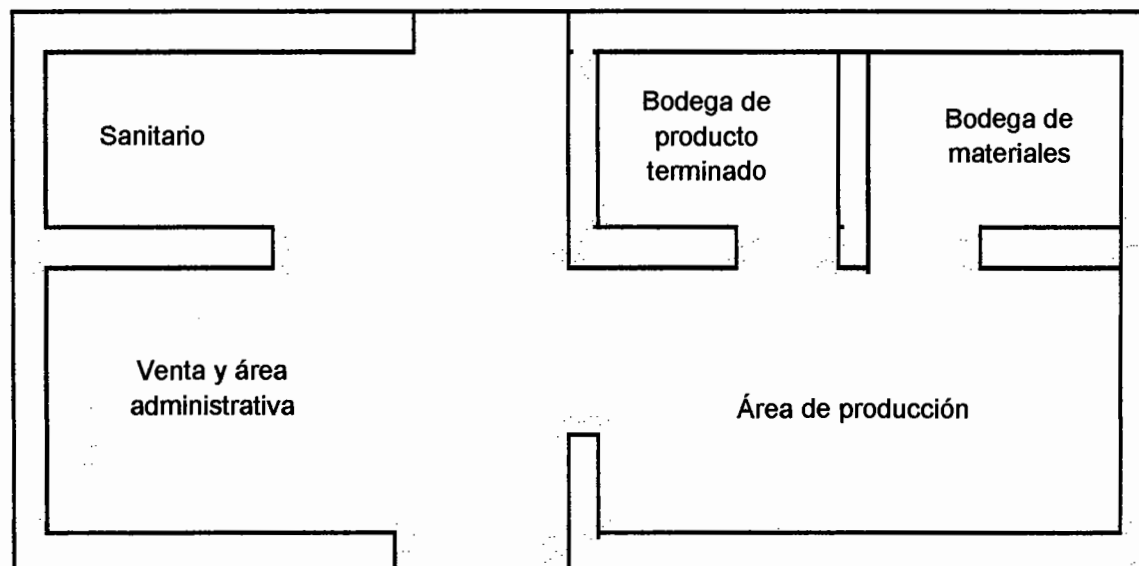 Sanitario
Bodega de
producto
terminado
Bodega de
materiales
Venta y área
administrativa
Área de producción